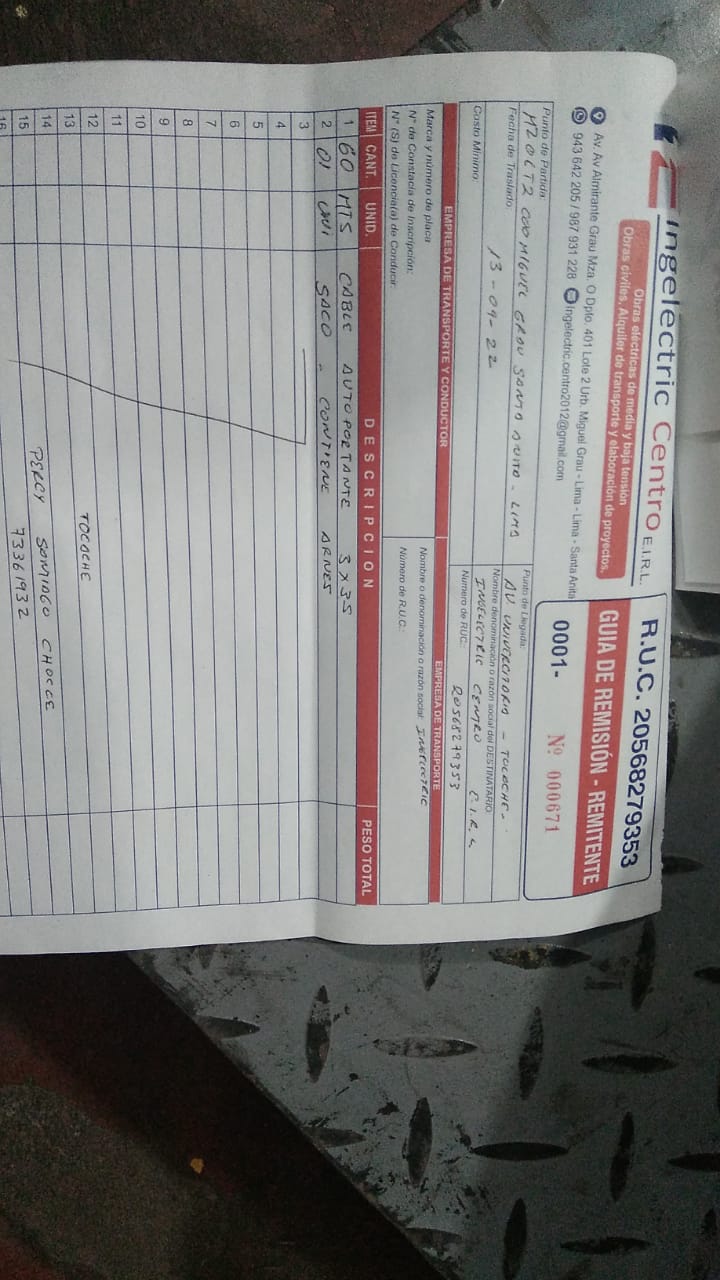 Ingelectric Centro E.I.R.L.
Obras eléctricas de media y baja tensión
Obras civiles, Alquiler de transporte y elaboración de proyectos.
Av. Av Almirante Grau Mza. O Dpto. 401 Lote 2 Urb. Miguel Grau - Lima - Lima - Santa Anita
943 642 205 / 987 931 228 Ingelectric.centro2012@gmail.com
R.U.C. 20568279353
GUIA DE REMISIÓN - REMITENTE
0001- Nº 000671
Punto de Partida:
MZ O LT 2 COO MIGUEL GRAU SANTA ANITA - LIMA
Fecha de Traslado:
13-09-22
Costo Mínimo:
Punto de Llegada:
AV UNIVERSITARIA - TOCACHE -
Nombre denominación o razón social del DESTINATARIO:
INGELECTRIC CENTRO E.I.R.L
Número de RUC: 20568279353
EMPRESA DE TRANSPORTE Y CONDUCTOR
Marca y número de placa
N° de Constacia de Inscripción:
N° (S) de Licencia(a) de Conducir:
EMPRESA DE TRANSPORTE
Nombre o denominación o razón social: INGELECTRIC
Número de R.U.C.:
ITEM CANT. UNID. DESCRIPCION PESO TOTAL
1 60 MTS CABLE AUTOPORTANTE 3X35
2 01 UNI SACO - CONTIENE ARNES
3
4
5
6
7
8
9
10
11
12 TOCACHE
13
14 PERCY SANTIAGO CHOCCE
15 73361932
16